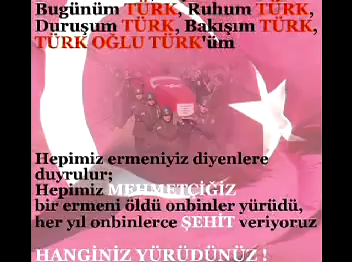 Bugünüm TÜRK, Ruhum TÜRK,
Duruşum TÜRK, Bakışım TÜRK,
TÜRK OĞLU TÜRK'üm
Hepimiz ermeniyiz diyenlere
duyrulur;
Hepimiz MEHMETÇİĞİZ
bir ermeni öldü onbinler yürüdü,
her yıl onbinlerce ŞEHİT veriyoruz
HANGİNİZ YÜRÜDÜNÜZ !